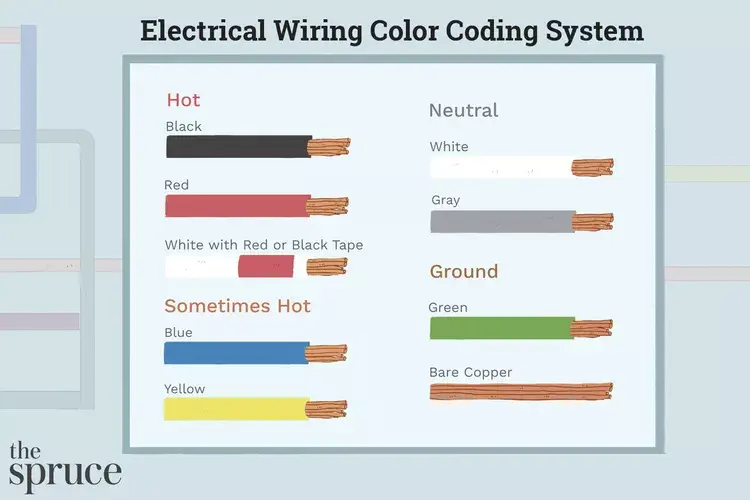 Electrical Wiring Color Coding System
Hot
Black
Red
White with Red or Black Tape
Sometimes Hot
Blue
Yellow
Neutral
White
Gray
Ground
Green
Bare Copper
the
spruce